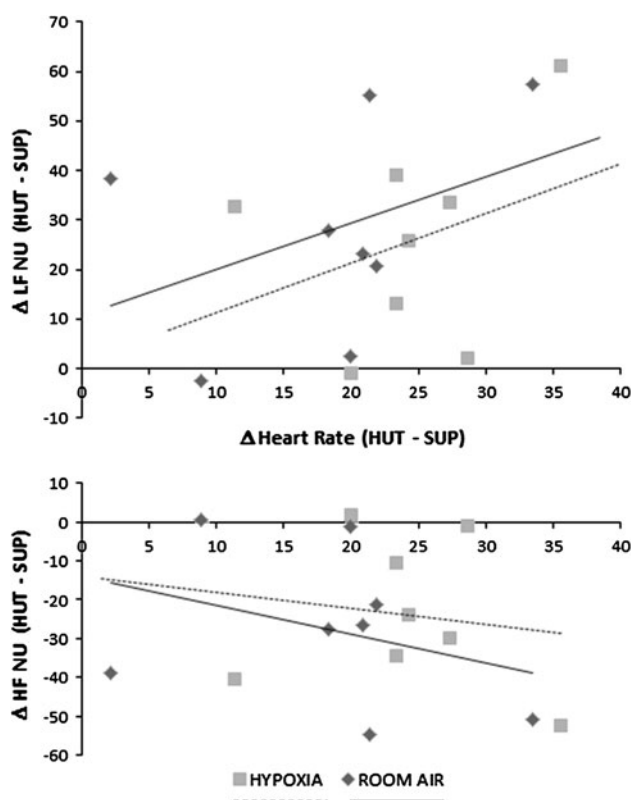 70
60
50
40
30
20
10
0
-10
0 5 10 15 20 25 30 35 40
Δ LF NU (HUT - SUP)
Δ Heart Rate (HUT - SUP)
10
0
-10
-20
-30
-40
-50
-60
0 5 10 15 20 25 30 35 40
Δ HF NU (HUT - SUP)
HYPOXIA ROOM AIR